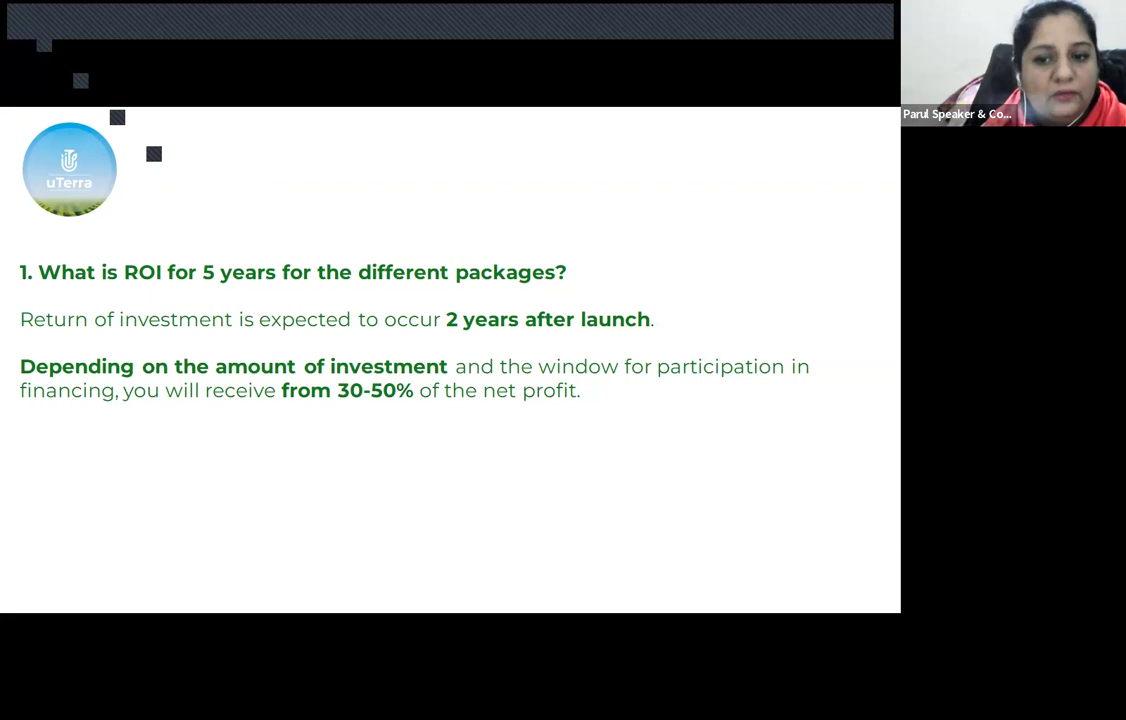 Parul Speaker & Co...
uTerra
1. What is ROI for 5 years for the different packages?
Return of investment is expected to occur 2 years after launch.
Depending on the amount of investment and the window for participation in
financing, you will receive from 30-50% of the net profit.